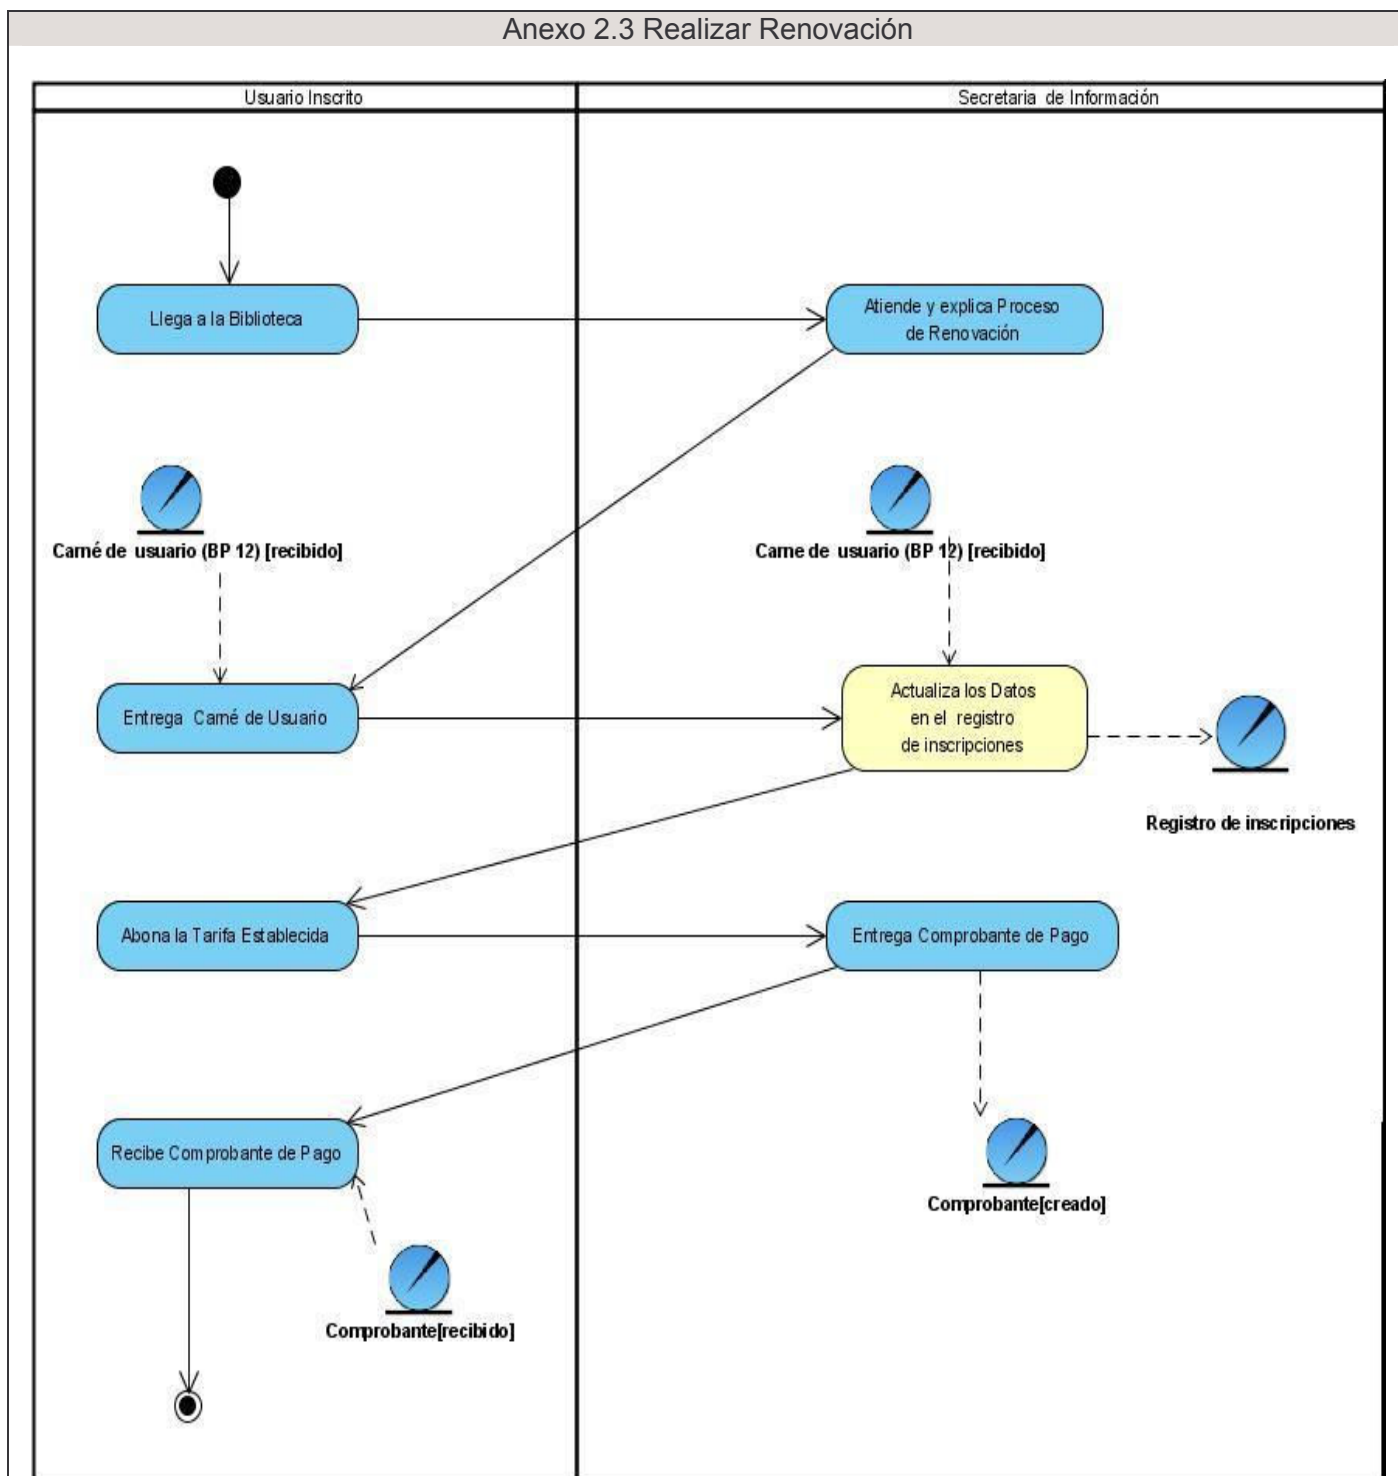 Anexo 2.3 Realizar Renovación
Usuario Inscrito
Secretaria de Información
Llega a la Biblioteca
Atiende y explica Proceso
de Renovación
Carné de usuario (BP 12) [recibido]
Carne de usuario (BP 12) [recibido]
Entrega Carné de Usuario
Actualiza los Datos
en el registro
de inscripciones
Registro de inscripciones
Abona la Tarifa Establecida
Entrega Comprobante de Pago
Recibe Comprobante de Pago
Comprobante[creado]
Comprobante[recibido]